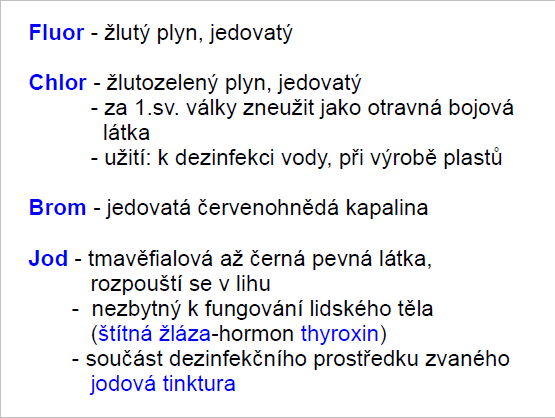 Fluor - žlutý plyn, jedovatý
Chlor - žlutozelený plyn, jedovatý
- za 1.sv. války zneužit jako otravná bojová
látka
- užití: k dezinfekci vody, při výrobě plastů
Brom - jedovatá červenohnědá kapalina
Jod - tmavěfialová až černá pevná látka,
rozpouští se v lihu
- nezbytný k fungování lidského těla
(štítná žláza-hormon thyroxin)
- součást dezinfekčního prostředku zvaného
jodová tinktura